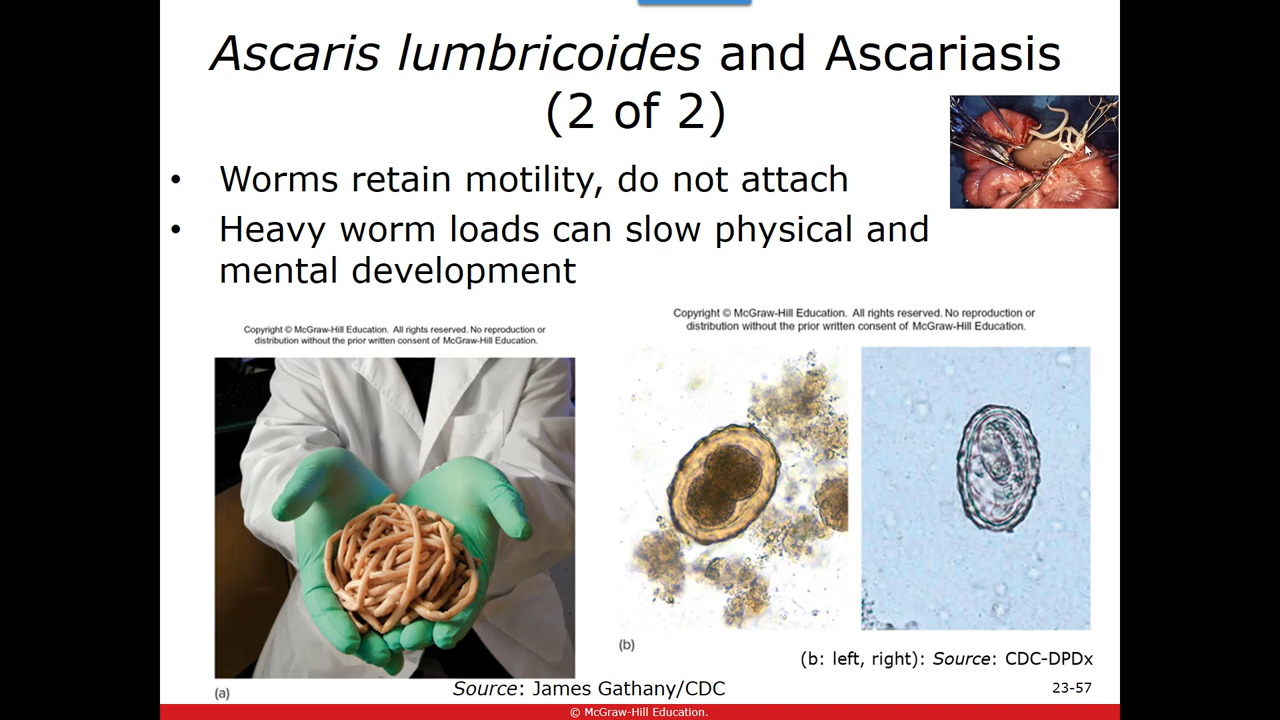 Ascaris lumbricoides and Ascariasis
(2 of 2)
• Worms retain motility, do not attach
• Heavy worm loads can slow physical and
mental development
Copyright © McGraw-Hill Education. All rights reserved. No reproduction or
distribution without the prior written consent of McGraw-Hill Education.
Copyright © McGraw-Hill Education. All rights reserved. No reproduction or
distribution without the prior written consent of McGraw-Hill Education.
(a)
Source: James Gathany/CDC
(b)
(b: left, right): Source: CDC-DPDx
23-57
© McGraw-Hill Education.